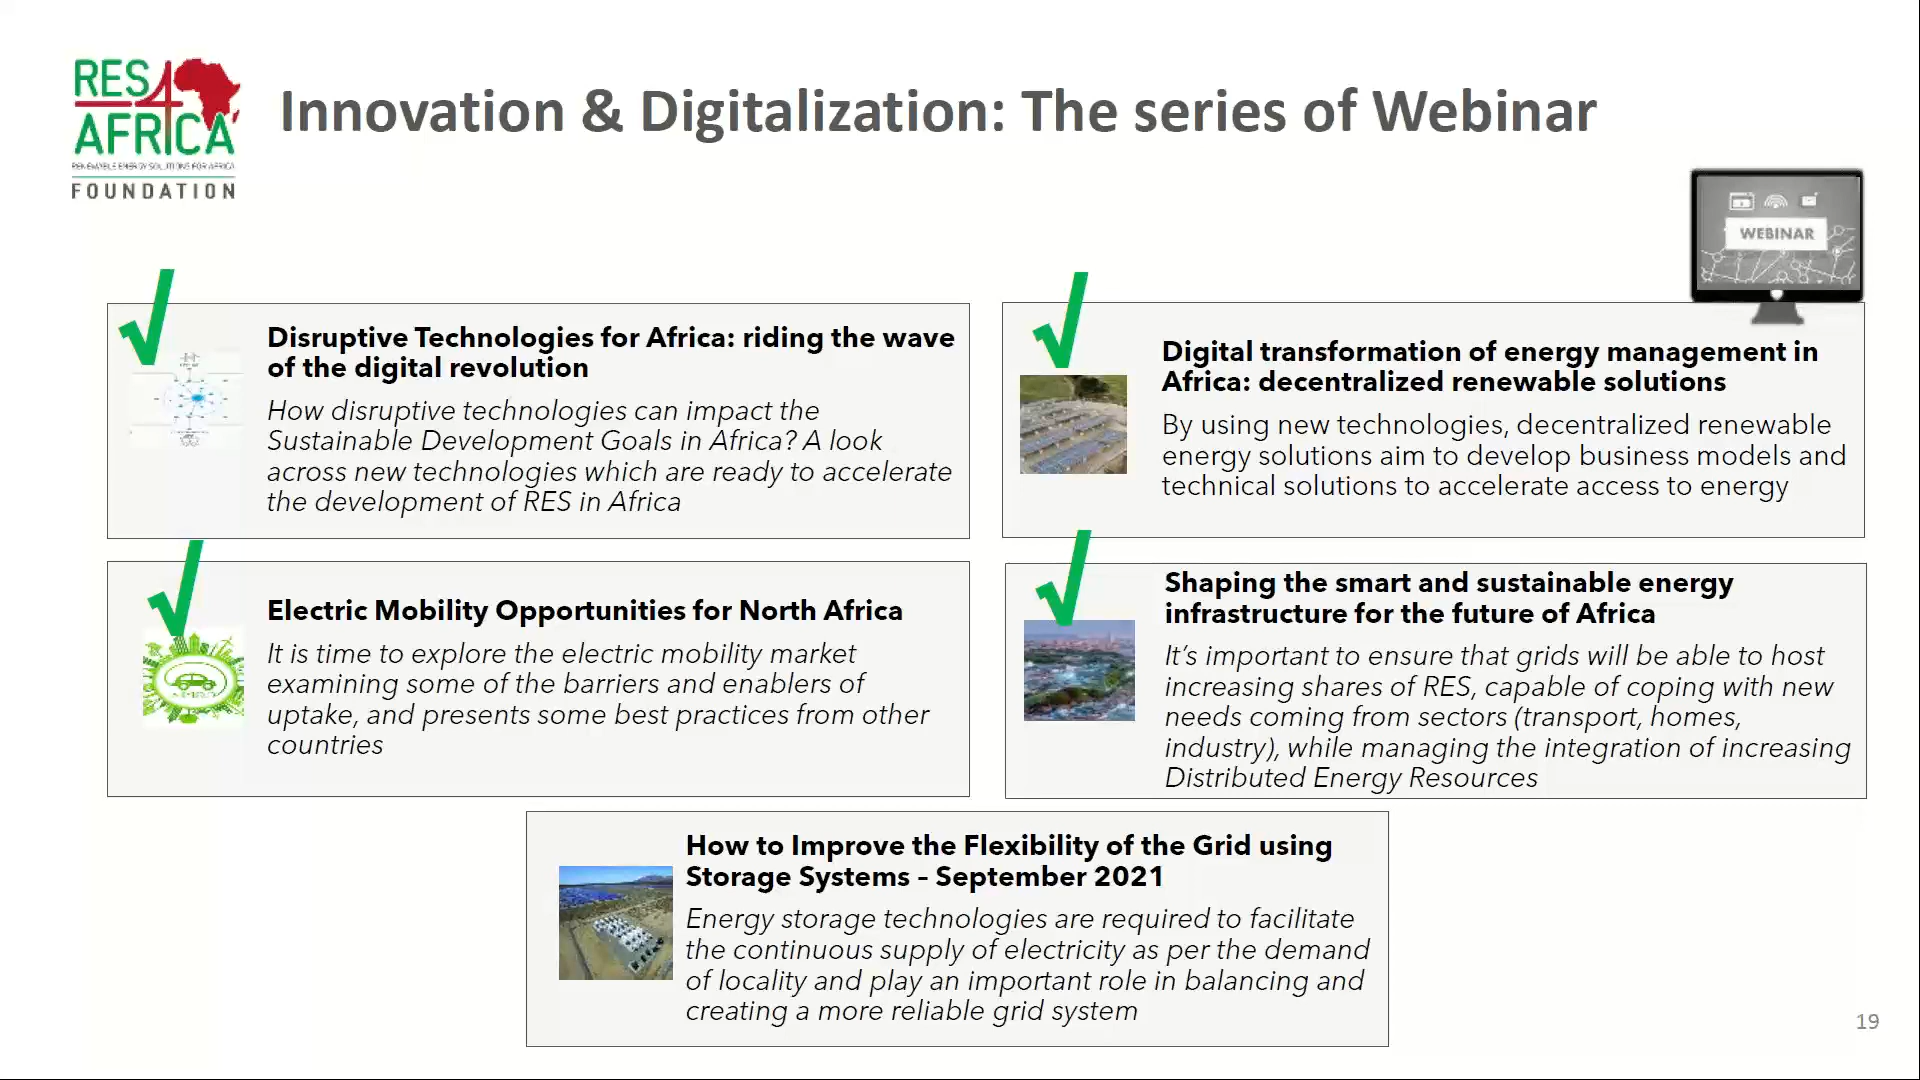 RES4
AFRICA
RENEWABLE ENERGY SOLUTIONS FOR AFRICA
FOUNDATION
Innovation & Digitalization: The series of Webinar
WEBINAR
Disruptive Technologies for Africa: riding the wave
of the digital revolution
How disruptive technologies can impact the
Sustainable Development Goals in Africa? A look
across new technologies which are ready to accelerate
the development of RES in Africa
Digital transformation of energy management in
Africa: decentralized renewable solutions
By using new technologies, decentralized renewable
energy solutions aim to develop business models and
technical solutions to accelerate access to energy
Electric Mobility Opportunities for North Africa
It is time to explore the electric mobility market
examining some of the barriers and enablers of
uptake, and presents some best practices from other
countries
Shaping the smart and sustainable energy
infrastructure for the future of Africa
It’s important to ensure that grids will be able to host
increasing shares of RES, capable of coping with new
needs coming from sectors (transport, homes,
industry), while managing the integration of increasing
Distributed Energy Resources
How to Improve the Flexibility of the Grid using
Storage Systems – September 2021
Energy storage technologies are required to facilitate
the continuous supply of electricity as per the demand
of locality and play an important role in balancing and
creating a more reliable grid system
19